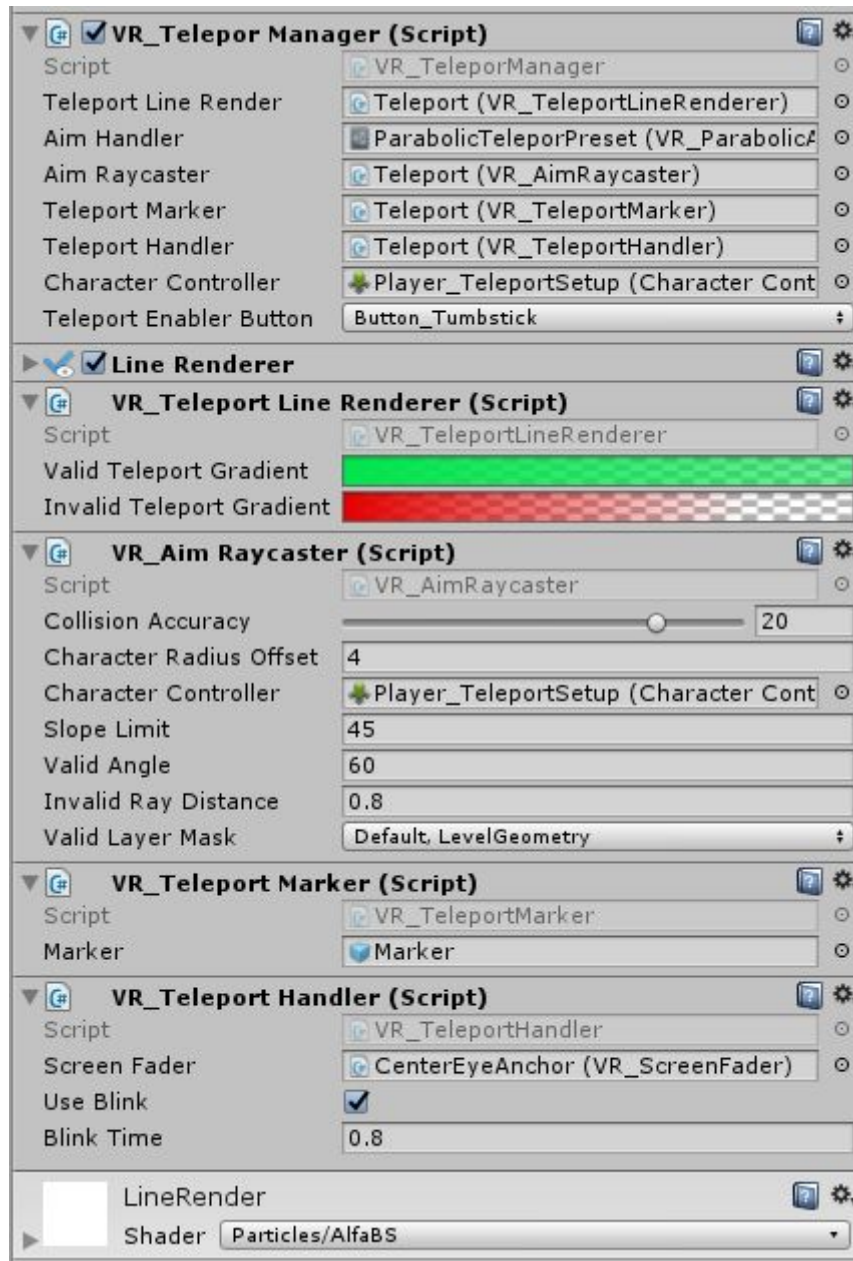 VR_Telepor Manager (Script)
Script VR_TeleporManager
Teleport Line Render Teleport (VR_TeleportLineRenderer)
Aim Handler ParabolicTeleporPreset (VR_ParabolicA
Aim Raycaster Teleport (VR_AimRaycaster)
Teleport Marker Teleport (VR_TeleportMarker)
Teleport Handler Teleport (VR_TeleportHandler)
Character Controller Player_TeleportSetup (Character Cont
Teleport Enabler Button Button_Tumbstick
Line Renderer
VR_Teleport Line Renderer (Script)
Script VR_TeleportLineRenderer
Valid Teleport Gradient
Invalid Teleport Gradient
VR_Aim Raycaster (Script)
Script VR_AimRaycaster
Collision Accuracy 20
Character Radius Offset 4
Character Controller Player_TeleportSetup (Character Cont
Slope Limit 45
Valid Angle 60
Invalid Ray Distance 0.8
Valid Layer Mask Default, LevelGeometry
VR_Teleport Marker (Script)
Script VR_TeleportMarker
Marker Marker
VR_Teleport Handler (Script)
Script VR_TeleportHandler
Screen Fader CenterEyeAnchor (VR_ScreenFader)
Use Blink
Blink Time 0.8
LineRender
Shader Particles/AlfaBS